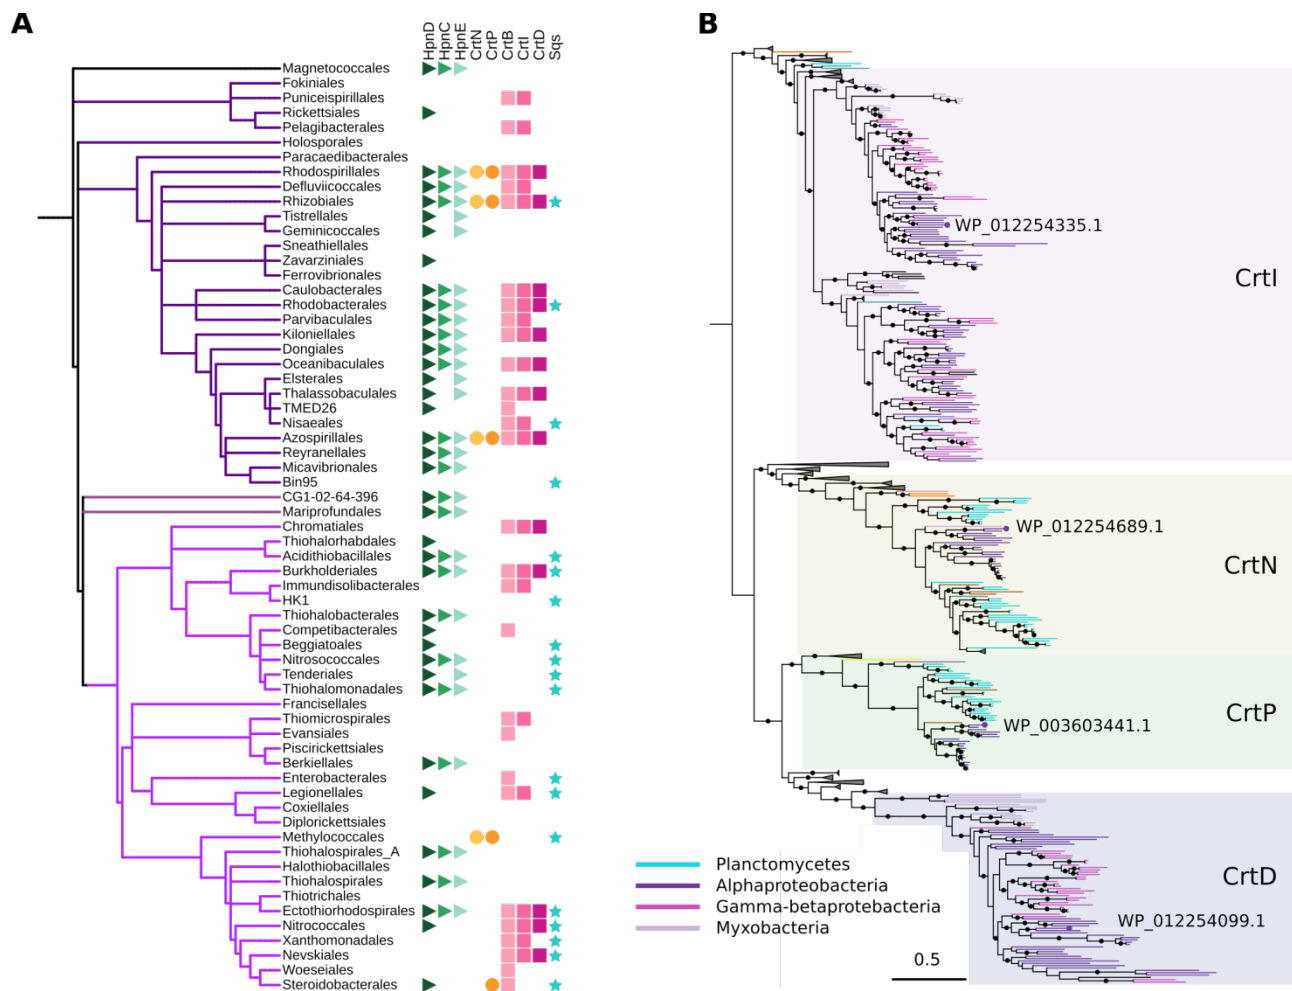 A
B
HpnD
HpnC
HpnE
CrtN
CrtP
CrtB
CrtI
CrtD
Sqs
Magnetococcales
Fokiniales
Puniceispirillales
Rickettsiales
Pelagibacterales
Holosporales
Paracaedibacterales
Rhodospirillales
Defluviicoccales
Rhizobiales
Tistrellales
Geminicoccales
Sneathiellales
Zavarziniales
Ferrovibrionales
Caulobacterales
Rhodobacterales
Parvibaculales
Kiloniellales
Dongiales
Oceanibaculales
Elsterales
Thalassobaculales
TMED26
Nisaeales
Azospirillales
Reyranellales
Micavibrionales
Bin95
CG1-02-64-396
Mariprofundales
Chromatiales
Thiohalorhabdales
Acidithiobacillales
Burkholderiales
Immundisolibacterales
HK1
Thiohalobacterales
Competibacterales
Beggiatoales
Nitrosococcales
Tenderiales
Thiohalomonadales
Francisellales
Thiomicrospirales
Evansiales
Piscirickettsiales
Berkiellales
Enterobacterales
Legionellales
Coxiellales
Diplorickettsiales
Methylococcales
Thiohalospirales_A
Halothiobacillales
Thiohalospirales
Thiotrichales
Ectothiorhodospirales
Nitrococcales
Xanthomonadales
Nevskiales
Woeseiales
Steroidobacterales
WP_012254335.1
CrtI
WP_012254689.1
CrtN
WP_003603441.1
CrtP
CrtD
WP_012254099.1
Planctomycetes
Alphaproteobacteria
Gamma-betaprotebacteria
Myxobacteria
0.5